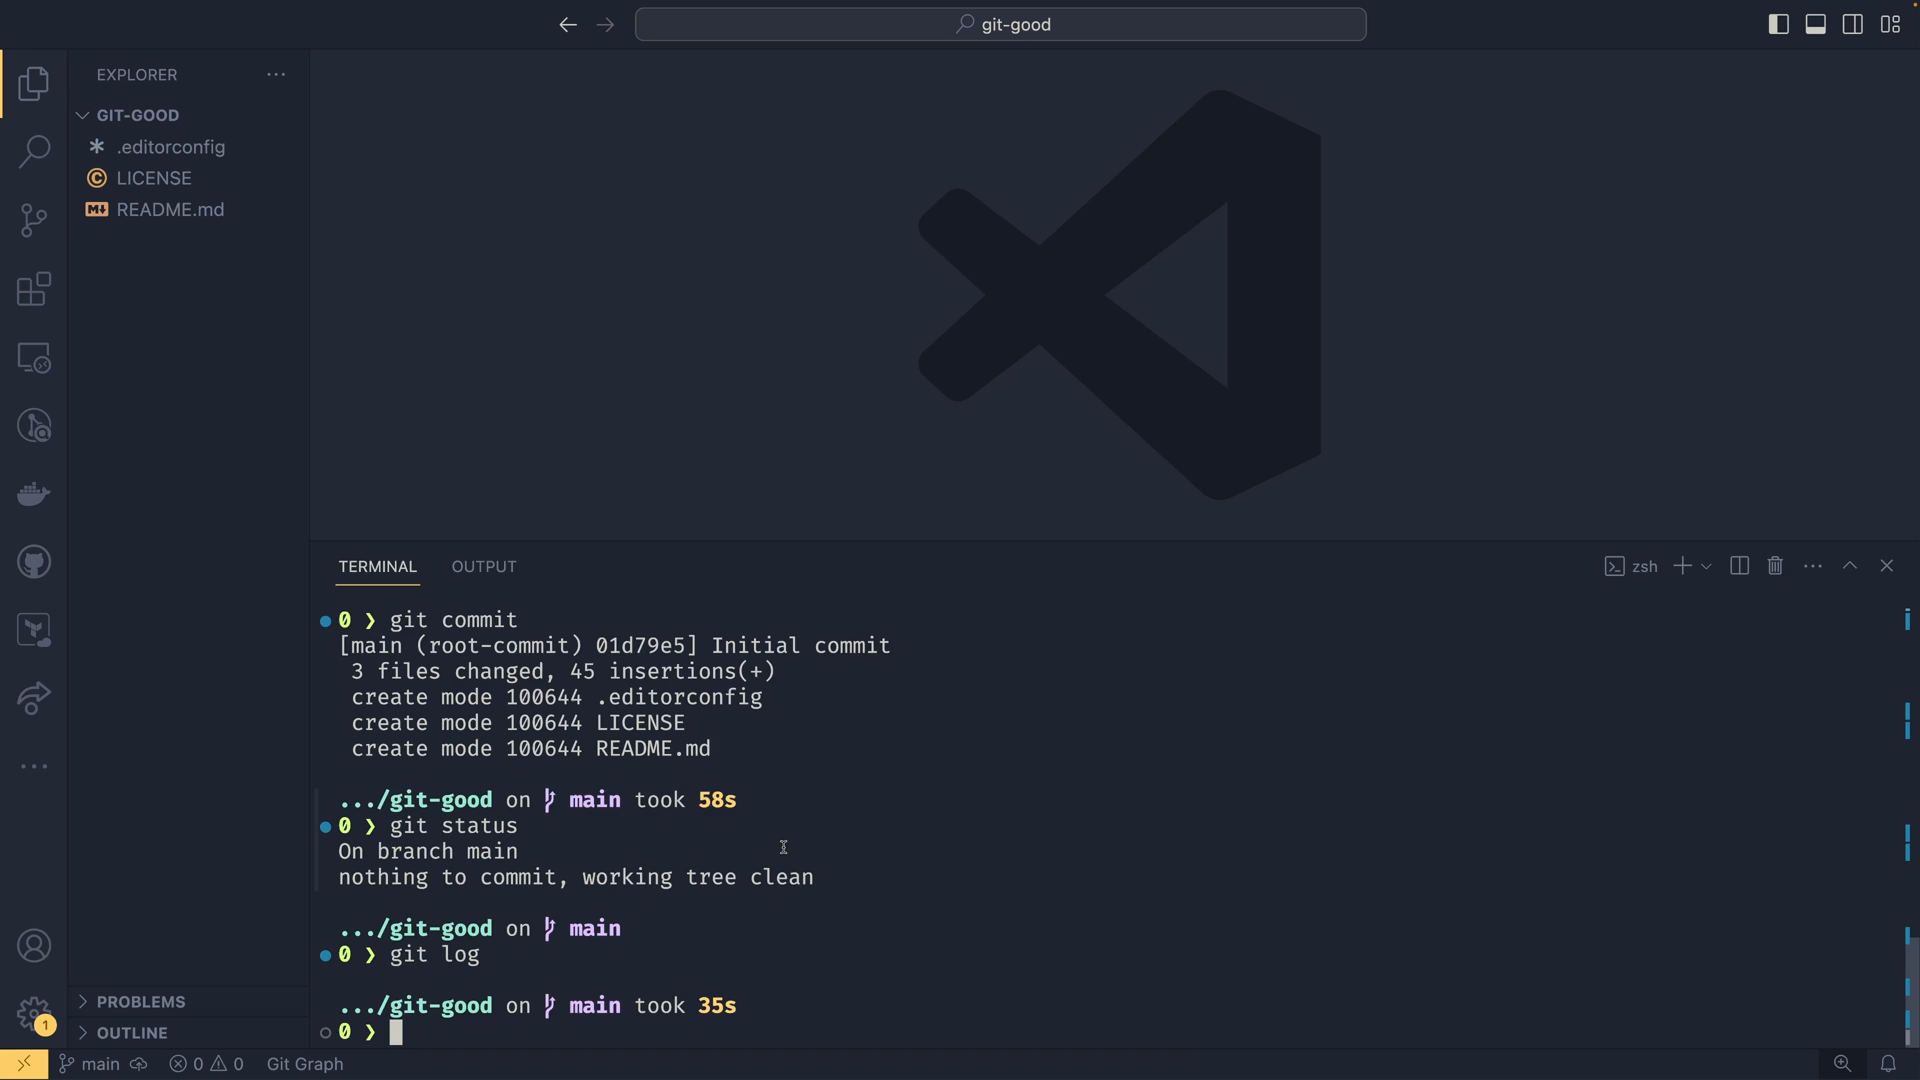 git-good
EXPLORER
GIT-GOOD
.editorconfig
LICENSE
README.md
TERMINAL OUTPUT
zsh
0 ❯ git commit
[main (root-commit) 01d79e5] Initial commit
3 files changed, 45 insertions(+)
create mode 100644 .editorconfig
create mode 100644 LICENSE
create mode 100644 README.md
.../git-good on main took 58s
0 ❯ git status
On branch main
nothing to commit, working tree clean
.../git-good on main
0 ❯ git log
.../git-good on main took 35s
0 ❯
PROBLEMS
OUTLINE
1
main 0 0 Git Graph